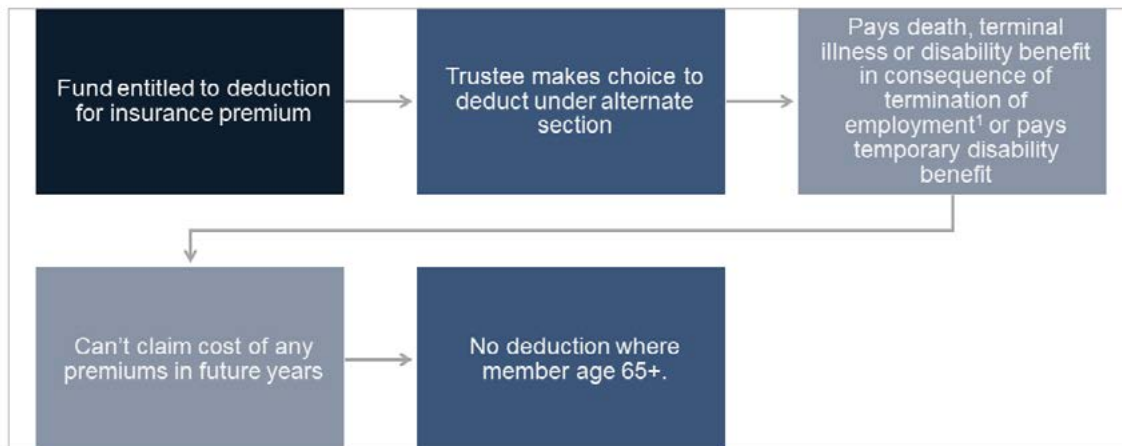 Fund entitled to deduction
for insurance premium
Trustee makes choice to
deduct under alternate
section
Pays death, terminal
illness or disability benefit
in consequence of
termination of
employment¹ or pays
temporary disability
benefit
Can't claim cost of any
premiums in future years
No deduction where
member age 65+.